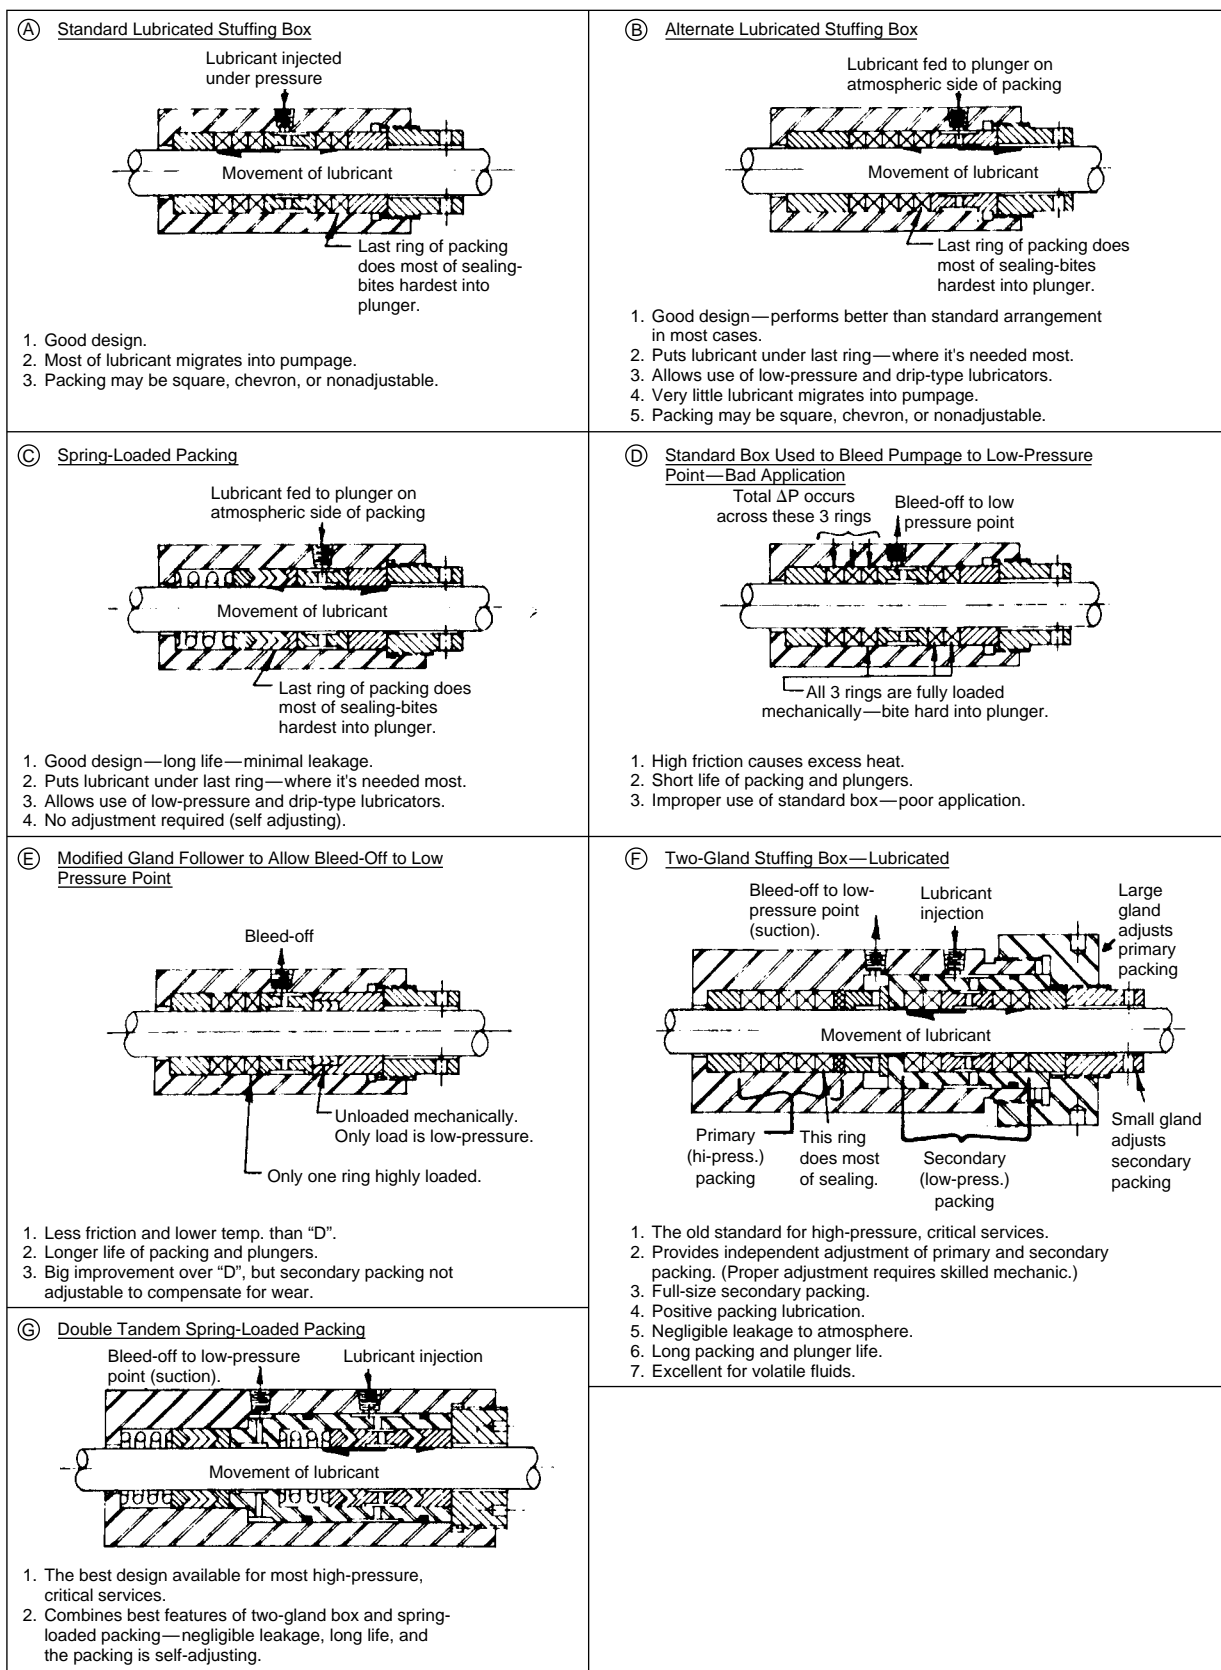 A Standard Lubricated Stuffing Box
Lubricant injected
under pressure
Movement of lubricant
Last ring of packing
does most of sealing-
bites hardest into
plunger.
1. Good design.
2. Most of lubricant migrates into pumpage.
3. Packing may be square, chevron, or nonadjustable.
B Alternate Lubricated Stuffing Box
Lubricant fed to plunger on
atmospheric side of packing
Movement of lubricant
Last ring of packing does
most of sealing-bites
hardest into plunger.
1. Good design—performs better than standard arrangement
in most cases.
2. Puts lubricant under last ring—where it's needed most.
3. Allows use of low-pressure and drip-type lubricators.
4. Very little lubricant migrates into pumpage.
5. Packing may be square, chevron, or nonadjustable.
C Spring-Loaded Packing
Lubricant fed to plunger on
atmospheric side of packing
Movement of lubricant
Last ring of packing does
most of sealing-bites
hardest into plunger.
1. Good design—long life—minimal leakage.
2. Puts lubricant under last ring—where it's needed most.
3. Allows use of low-pressure and drip-type lubricators.
4. No adjustment required (self adjusting).
D Standard Box Used to Bleed Pumpage to Low-Pressure
Point—Bad Application
Total ΔP occurs
across these 3 rings
Bleed-off to low
pressure point
All 3 rings are fully loaded
mechanically—bite hard into plunger.
1. High friction causes excess heat.
2. Short life of packing and plungers.
3. Improper use of standard box—poor application.
E Modified Gland Follower to Allow Bleed-Off to Low
Pressure Point
Bleed-off
Unloaded mechanically.
Only load is low-pressure.
Only one ring highly loaded.
1. Less friction and lower temp. than “D”.
2. Longer life of packing and plungers.
3. Big improvement over “D”, but secondary packing not
adjustable to compensate for wear.
F Two-Gland Stuffing Box—Lubricated
Bleed-off to low-
pressure point
(suction).
Lubricant
injection
Large
gland
adjusts
primary
packing
Movement of lubricant
Primary
(hi-press.)
packing
This ring
does most
of sealing.
Secondary
(low-press.)
packing
Small gland
adjusts
secondary
packing
1. The old standard for high-pressure, critical services.
2. Provides independent adjustment of primary and secondary
packing. (Proper adjustment requires skilled mechanic.)
3. Full-size secondary packing.
4. Positive packing lubrication.
5. Negligible leakage to atmosphere.
6. Long packing and plunger life.
7. Excellent for volatile fluids.
G Double Tandem Spring-Loaded Packing
Bleed-off to low-pressure
point (suction).
Lubricant injection
Movement of lubricant
1. The best design available for most high-pressure,
critical services.
2. Combines best features of two-gland box and spring-
loaded packing—negligible leakage, long life, and
the packing is self-adjusting.